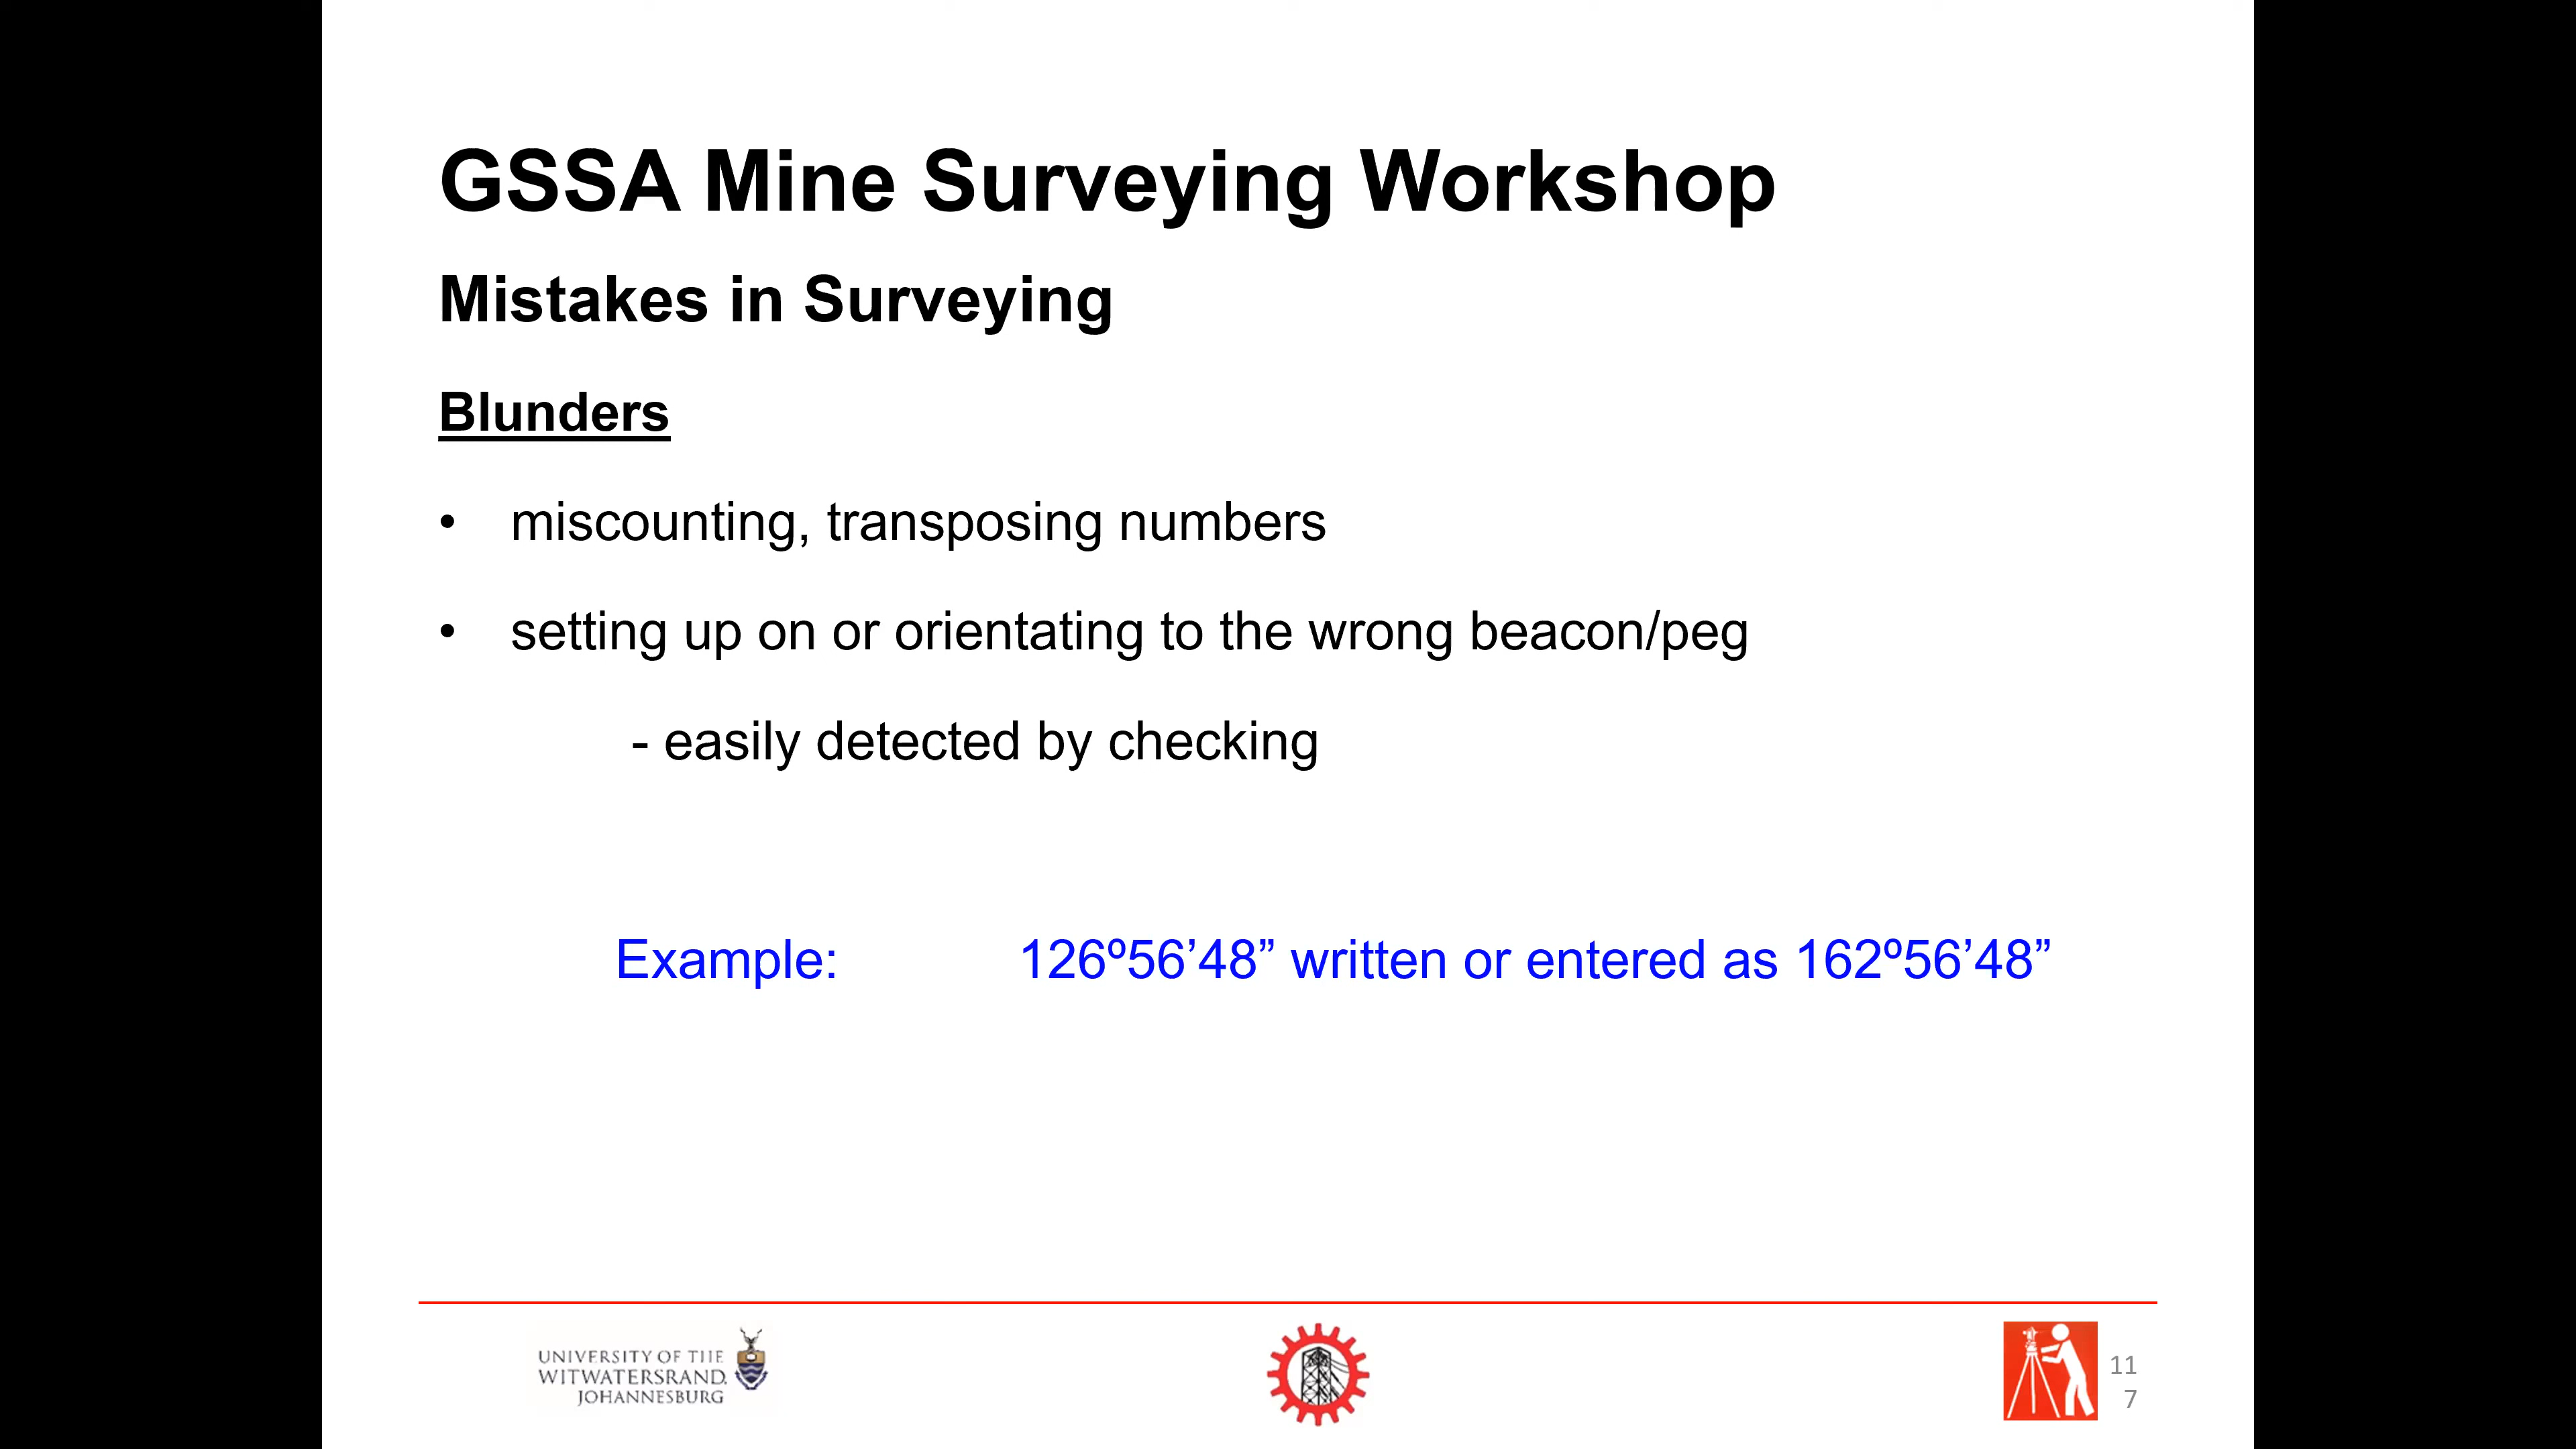 GSSA Mine Surveying Workshop
Mistakes in Surveying
Blunders
• miscounting, transposing numbers
• setting up on or orientating to the wrong beacon/peg
- easily detected by checking
Example: 126º56’48” written or entered as 162º56’48”
UNIVERSITY OF THE
WITWATERSRAND,
JOHANNESBURG
11
7